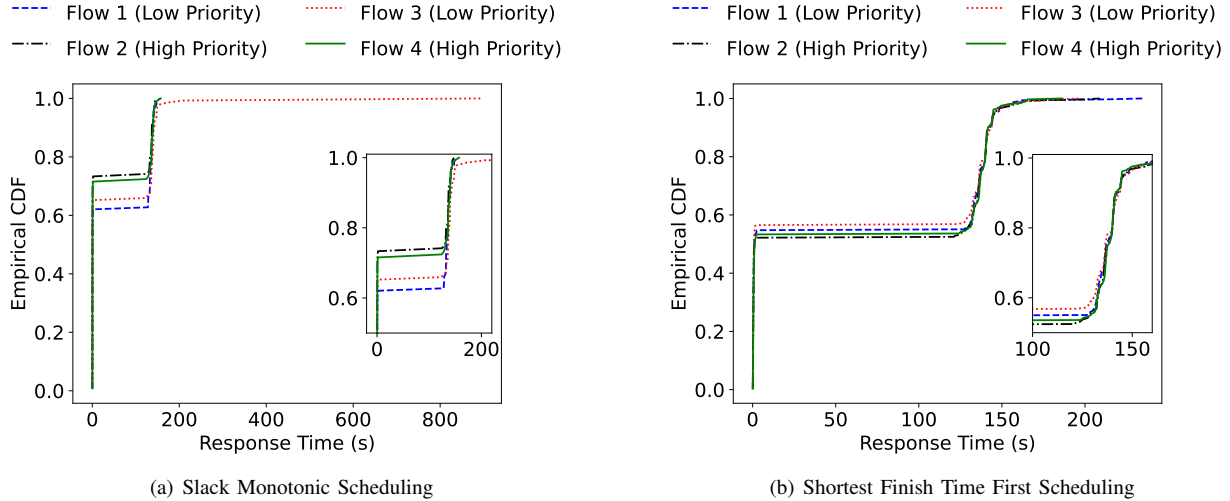 Flow 1 (Low Priority)
Flow 3 (Low Priority)
Flow 2 (High Priority)
Flow 4 (High Priority)
1.0
0.8
0.6
0.4
0.2
0.0
Empirical CDF
1.0
0.8
0.6
0
200
0
200
400
600
800
Response Time (s)
(a) Slack Monotonic Scheduling
Flow 1 (Low Priority)
Flow 3 (Low Priority)
Flow 2 (High Priority)
Flow 4 (High Priority)
1.0
0.8
0.6
0.4
0.2
0.0
Empirical CDF
1.0
0.8
0.6
100
150
0
50
100
150
200
Response Time (s)
(b) Shortest Finish Time First Scheduling